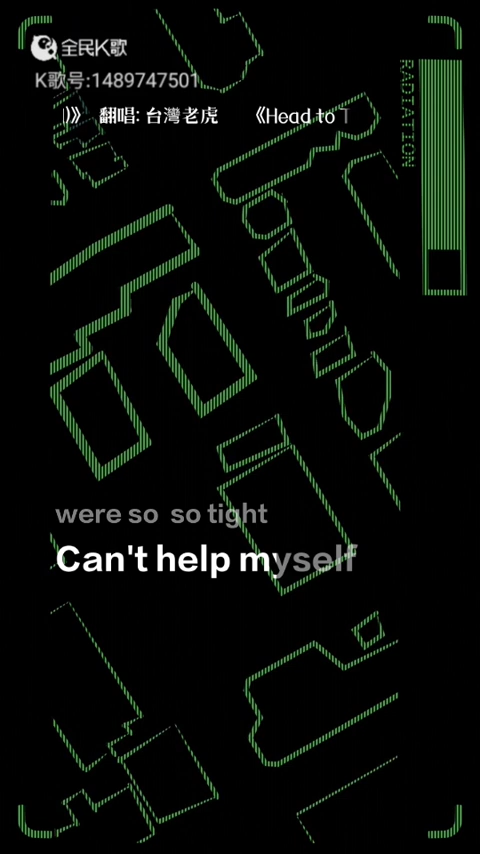 全民K歌
K歌号:1489747501
)》 翻唱: 台灣老虎 《Head to T
RADIATION
were so so tight
Can't help myself